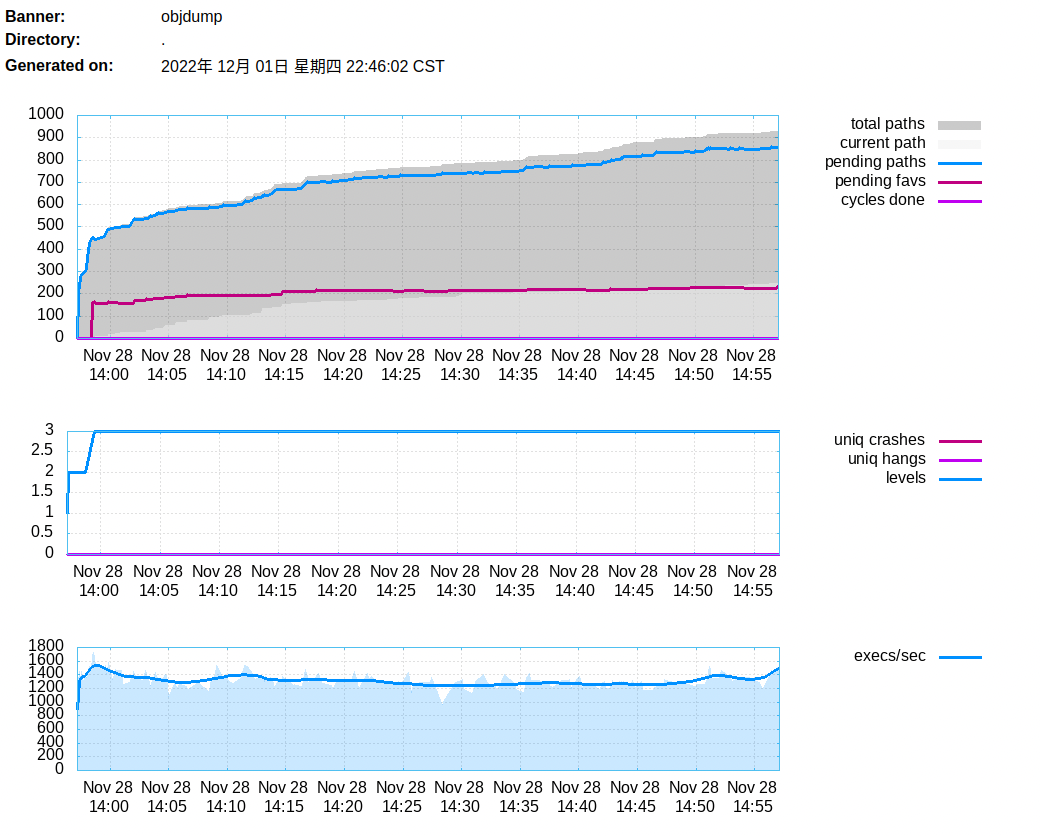 Banner: objdump
Directory: .
Generated on: 2022年 12月 01日 星期四 22:46:02 CST
1000
900
800
700
600
500
400
300
200
100
0
Nov 28 Nov 28 Nov 28 Nov 28 Nov 28 Nov 28 Nov 28 Nov 28 Nov 28 Nov 28 Nov 28 Nov 28
14:00 14:05 14:10 14:15 14:20 14:25 14:30 14:35 14:40 14:45 14:50 14:55
total paths
current path
pending paths
pending favs
cycles done
3
2.5
2
1.5
1
0.5
0
Nov 28 Nov 28 Nov 28 Nov 28 Nov 28 Nov 28 Nov 28 Nov 28 Nov 28 Nov 28 Nov 28 Nov 28
14:00 14:05 14:10 14:15 14:20 14:25 14:30 14:35 14:40 14:45 14:50 14:55
uniq crashes
uniq hangs
levels
1800
1600
1400
1200
1000
800
600
400
200
0
Nov 28 Nov 28 Nov 28 Nov 28 Nov 28 Nov 28 Nov 28 Nov 28 Nov 28 Nov 28 Nov 28 Nov 28
14:00 14:05 14:10 14:15 14:20 14:25 14:30 14:35 14:40 14:45 14:50 14:55
execs/sec